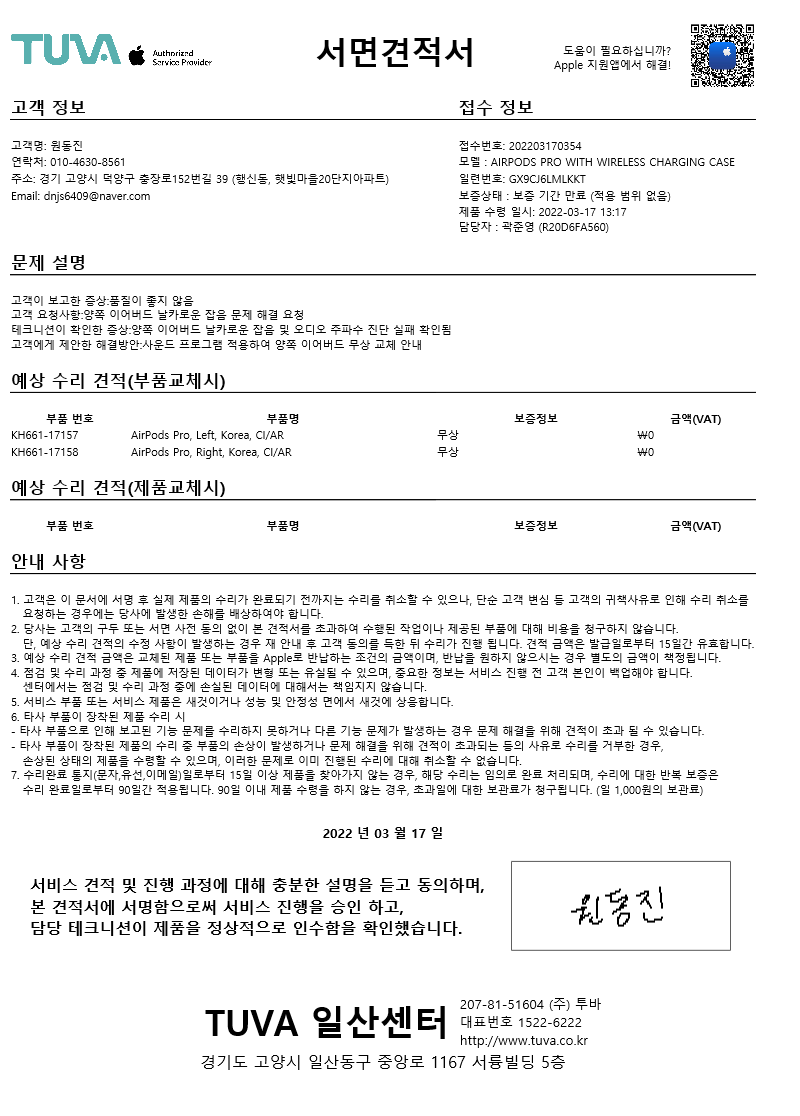 TUVA Authorized Service Provider
서면견적서
도움이 필요하십니까?
Apple 지원앱에서 해결!
고객 정보
고객명: 원동진
연락처: 010-4630-8561
주소: 경기 고양시 덕양구 충장로152번길 39 (행신동, 햇빛마을20단지아파트)
Email: dnjs6409@naver.com
접수 정보
접수번호: 202203170354
모델 : AIRPODS PRO WITH WIRELESS CHARGING CASE
일련번호: GX9CJ6LMLKKT
보증상태 : 보증 기간 만료 (적용 범위 없음)
제품 수령 일시: 2022-03-17 13:17
담당자 : 곽준영 (R20D6FA560)
문제 설명
고객이 보고한 증상:품질이 좋지 않음
고객 요청사항:양쪽 이어버드 날카로운 잡음 문제 해결 요청
테크니션이 확인한 증상:양쪽 이어버드 날카로운 잡음 및 오디오 주파수 진단 실패 확인됨
고객에게 제안한 해결방안:사운드 프로그램 적용하여 양쪽 이어버드 무상 교체 안내
예상 수리 견적(부품교체시)
부품 번호 부품명 보증정보 금액(VAT)
KH661-17157 AirPods Pro, Left, Korea, CI/AR 무상 ₩0
KH661-17158 AirPods Pro, Right, Korea, CI/AR 무상 ₩0
예상 수리 견적(제품교체시)
부품 번호 부품명 보증정보 금액(VAT)
안내 사항
1. 고객은 이 문서에 서명 후 실제 제품의 수리가 완료되기 전까지는 수리를 취소할 수 있으나, 단순 고객 변심 등 고객의 귀책사유로 인해 수리 취소를
요청하는 경우에는 당사에 발생한 손해를 배상하여야 합니다.
2. 당사는 고객의 구두 또는 서면 사전 동의 없이 본 견적서를 초과하여 수행된 작업이나 제공된 부품에 대해 비용을 청구하지 않습니다.
단, 예상 수리 견적의 수정 사항이 발생하는 경우 재 안내 후 고객 동의를 득한 뒤 수리가 진행 됩니다. 견적 금액은 발급일로부터 15일간 유효합니다.
3. 예상 수리 견적 금액은 교체된 제품 또는 부품을 Apple로 반납하는 조건의 금액이며, 반납을 원하지 않으시는 경우 별도의 금액이 책정됩니다.
4. 점검 및 수리 과정 중 제품에 저장된 데이터가 변형 또는 유실될 수 있으며, 중요한 정보는 서비스 진행 전 고객 본인이 백업해야 합니다.
센터에서는 점검 및 수리 과정 중에 손실된 데이터에 대해서는 책임지지 않습니다.
5. 서비스 부품 또는 서비스 제품은 새것이거나 성능 및 안정성 면에서 새것에 상응합니다.
6. 타사 부품이 장착된 제품 수리 시
- 타사 부품으로 인해 보고된 기능 문제를 수리하지 못하거나 다른 기능 문제가 발생하는 경우 문제 해결을 위해 견적이 초과 될 수 있습니다.
- 타사 부품이 장착된 제품의 수리 중 부품의 손상이 발생하거나 문제 해결을 위해 견적이 초과되는 등의 사유로 수리를 거부한 경우,
손상된 상태의 제품을 수령할 수 있으며, 이러한 문제로 이미 진행된 수리에 대해 취소할 수 없습니다.
7. 수리완료 통지(문자,유선,이메일)일로부터 15일 이상 제품을 찾아가지 않는 경우, 해당 수리는 임의로 완료 처리되며, 수리에 대한 반복 보증은
수리 완료일로부터 90일간 적용됩니다. 90일 이내 제품 수령을 하지 않는 경우, 초과일에 대한 보관료가 청구됩니다. (일 1,000원의 보관료)
2022 년 03 월 17 일
서비스 견적 및 진행 과정에 대해 충분한 설명을 듣고 동의하며,
본 견적서에 서명함으로써 서비스 진행을 승인 하고,
담당 테크니션이 제품을 정상적으로 인수함을 확인했습니다.
원동진
TUVA 일산센터
207-81-51604 (주) 투바
대표번호 1522-6222
http://www.tuva.co.kr
경기도 고양시 일산동구 중앙로 1167 서륭빌딩 5층